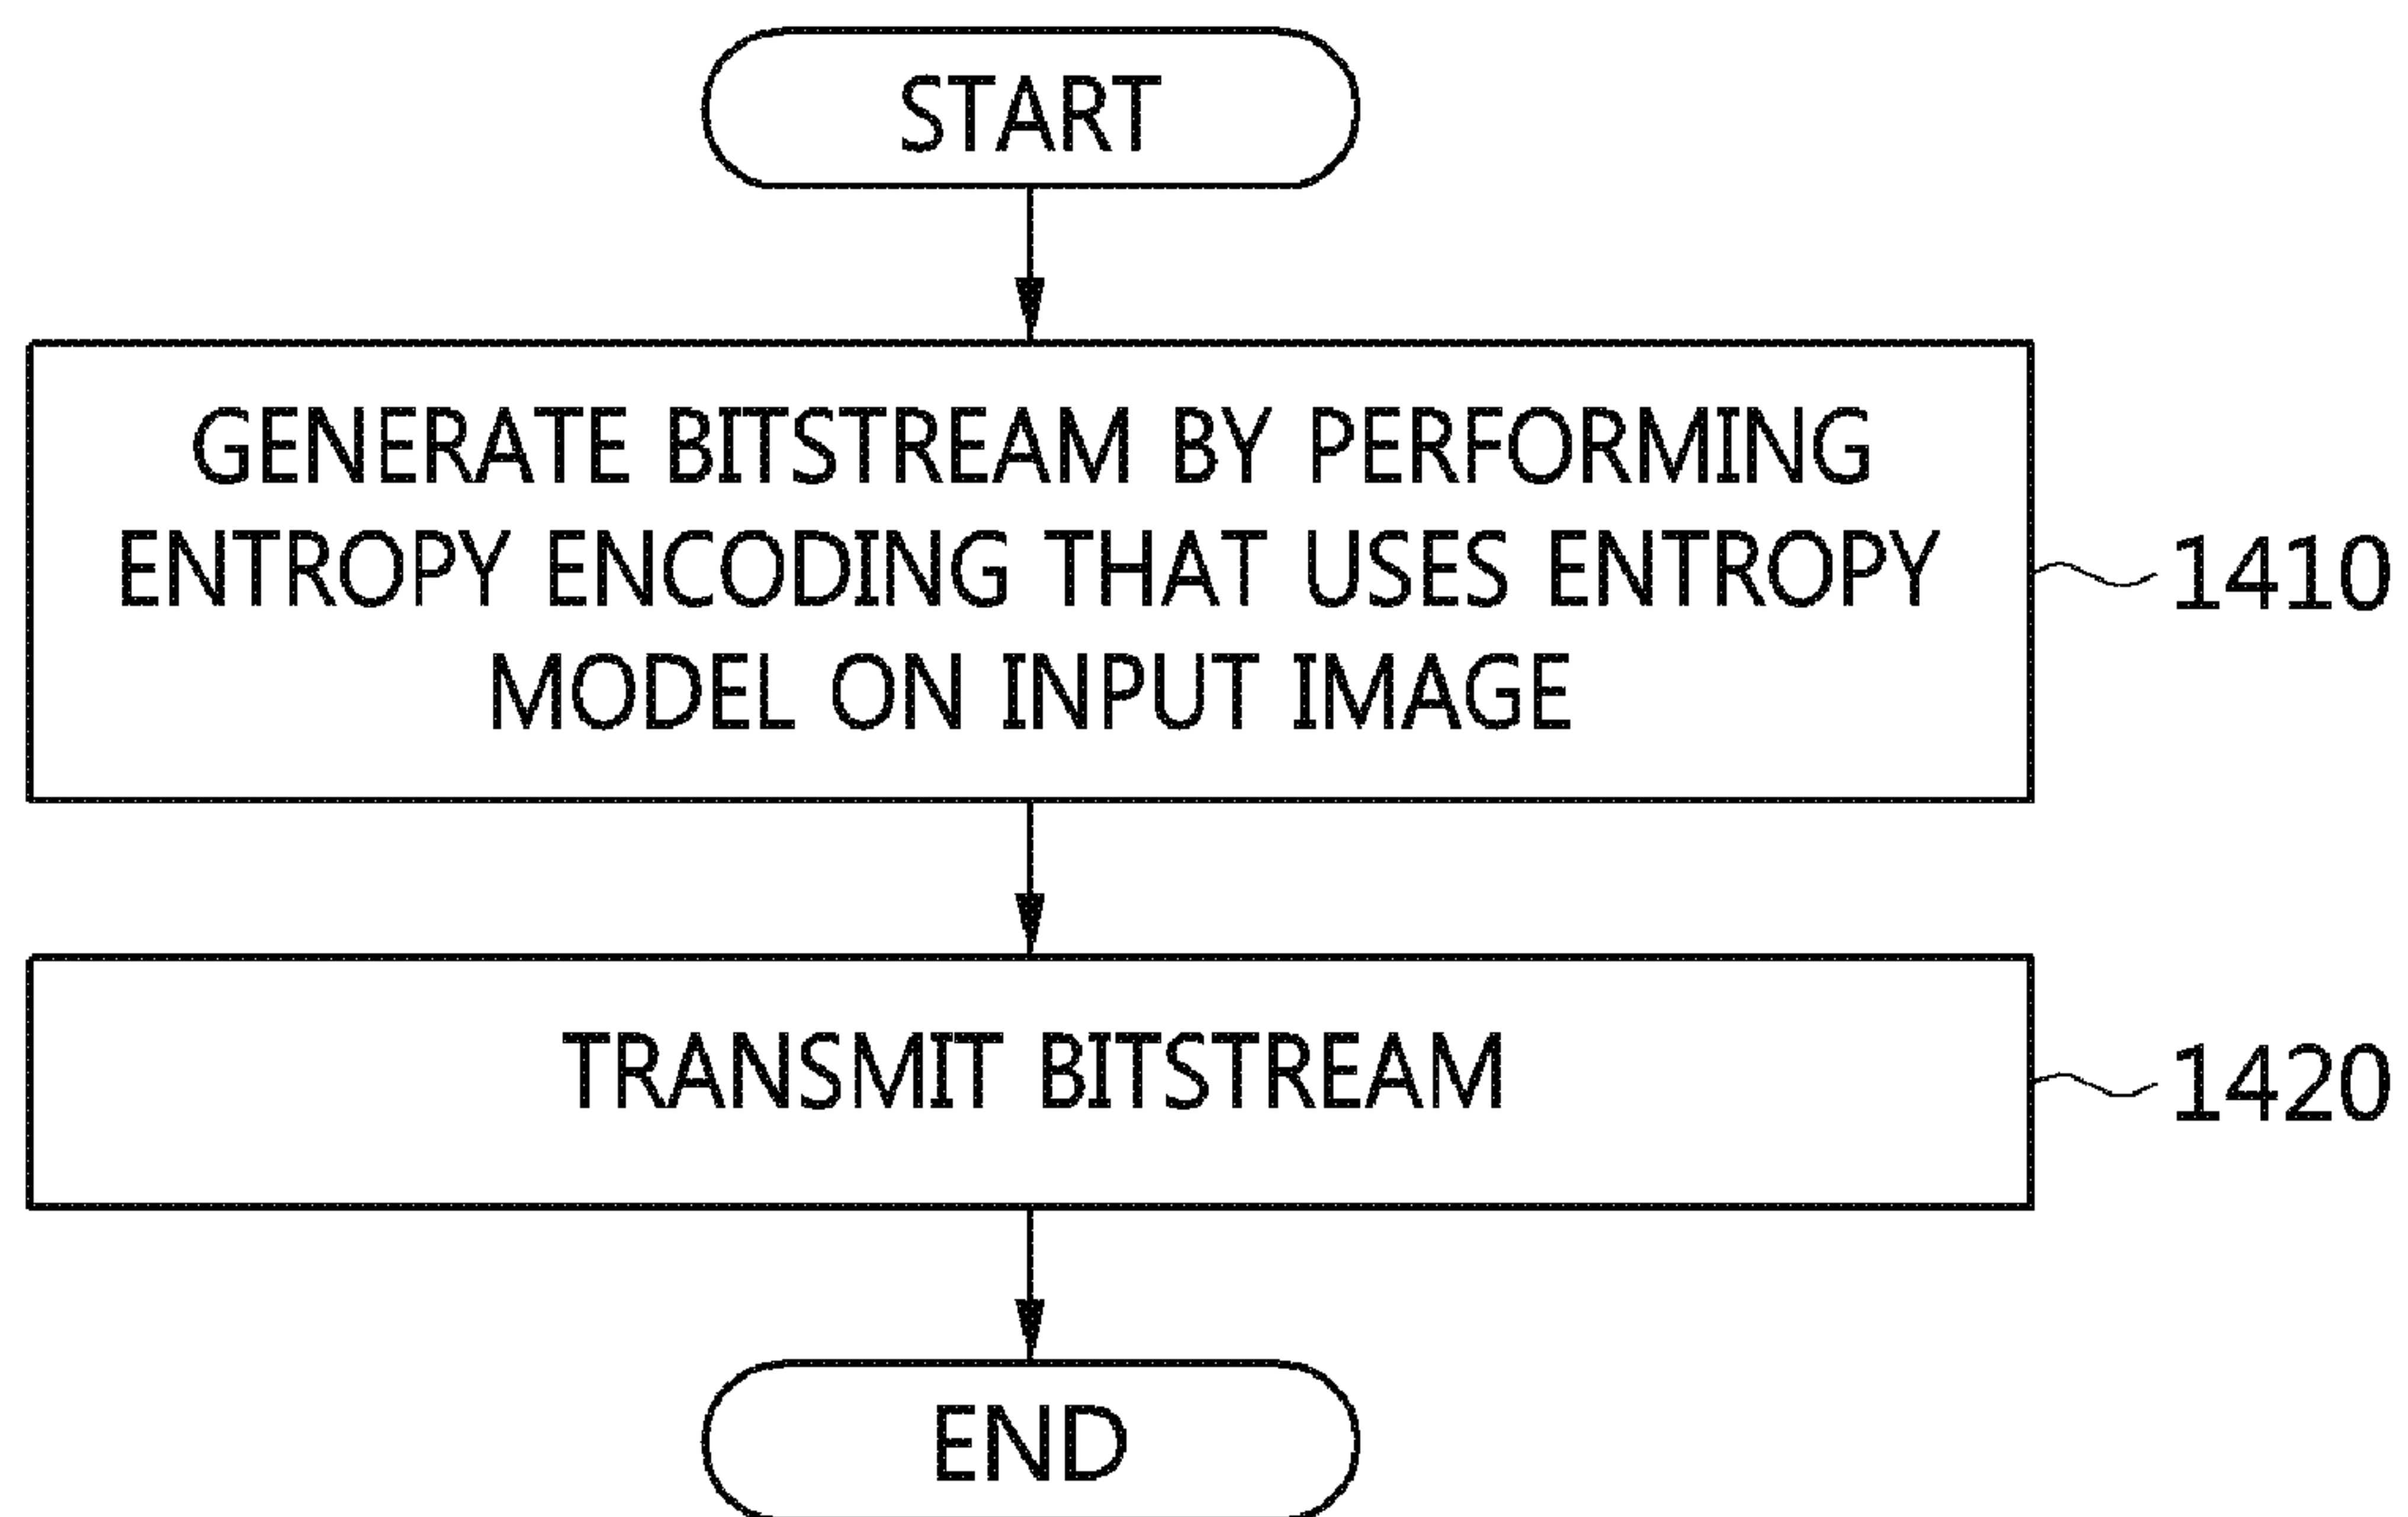 START
GENERATE BITSTREAM BY PERFORMING
ENTROPY ENCODING THAT USES ENTROPY
MODEL ON INPUT IMAGE
1410
TRANSMIT BITSTREAM
1420
END